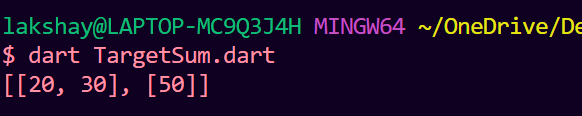 lakshay@LAPTOP-MC9Q3J4H MINGW64 ~/OneDrive/De
$ dart TargetSum.dart
[[20, 30], [50]]